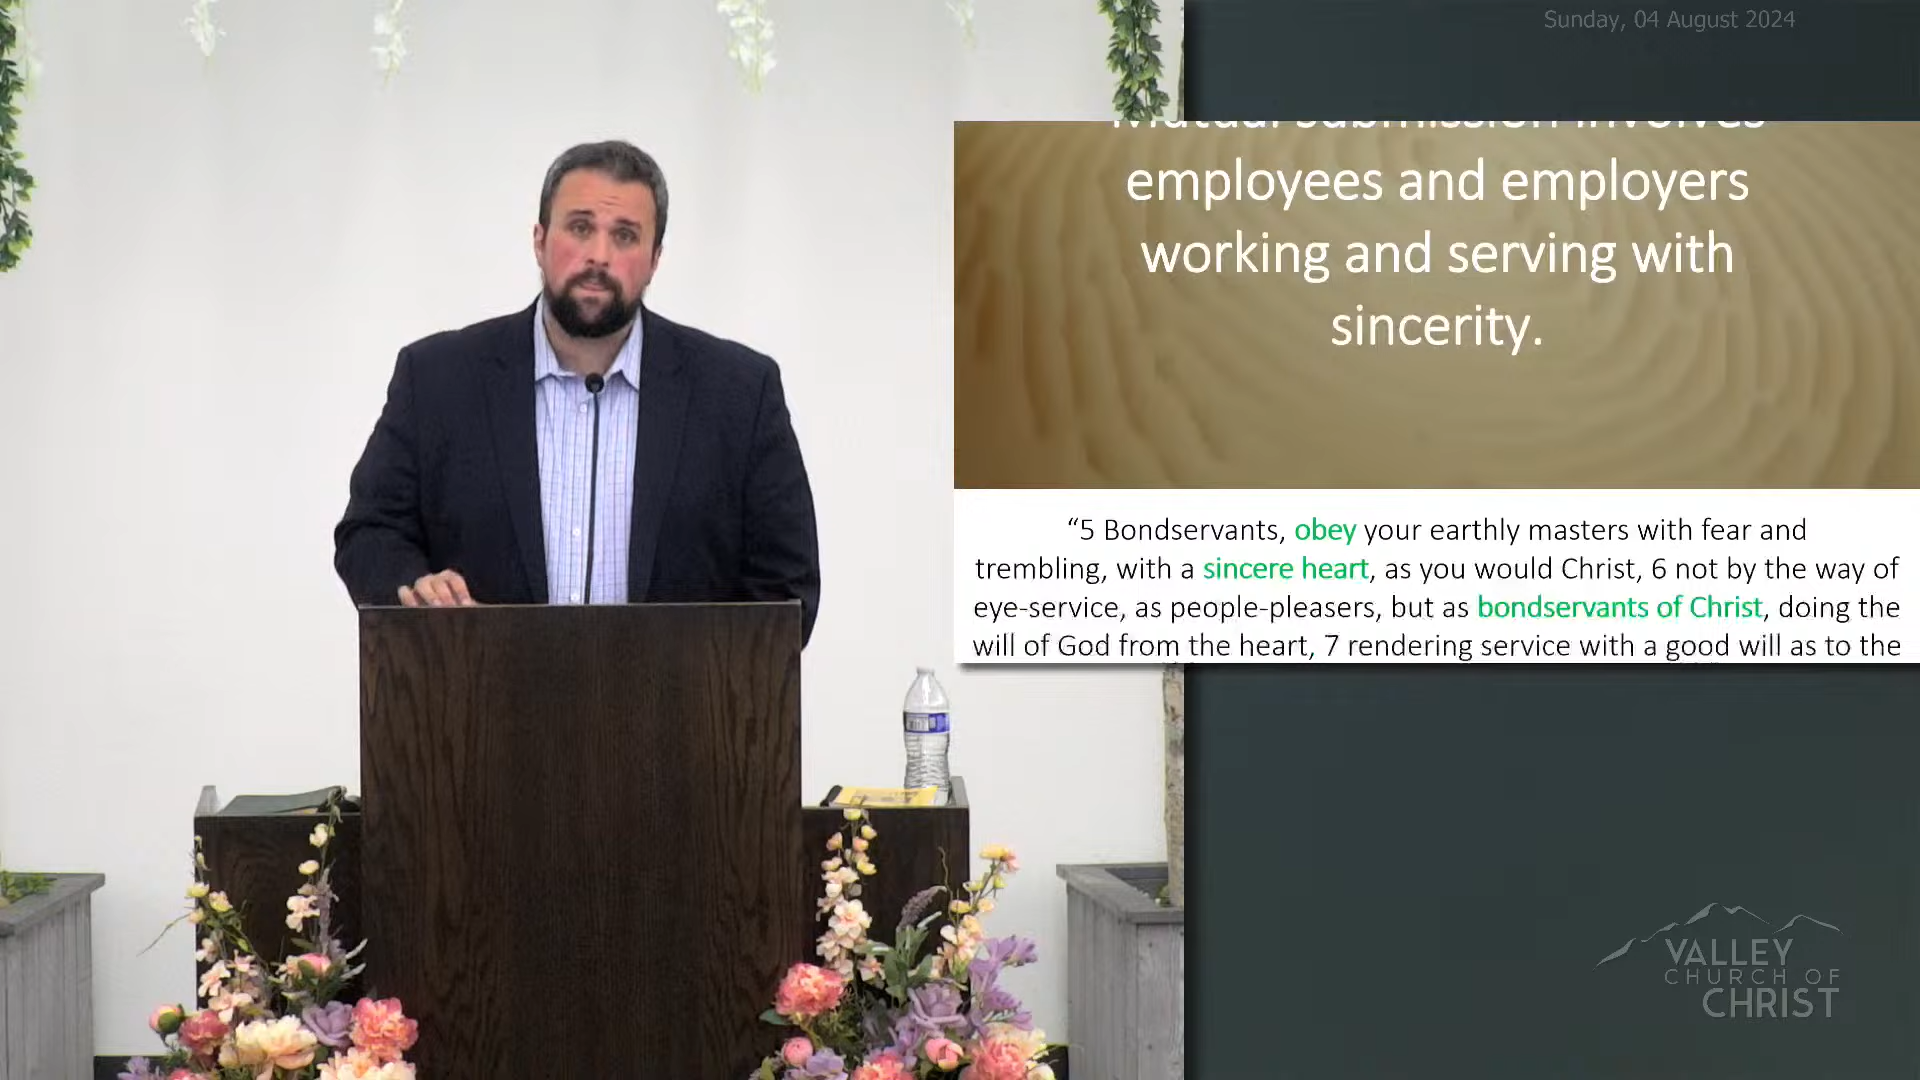 Sunday, 04 August 2024
Mutual submission involves
employees and employers
working and serving with
sincerity.
“5 Bondservants, obey your earthly masters with fear and
trembling, with a sincere heart, as you would Christ, 6 not by the way of
eye-service, as people-pleasers, but as bondservants of Christ, doing the
will of God from the heart, 7 rendering service with a good will as to the
VALLEY
CHURCH OF
CHRIST